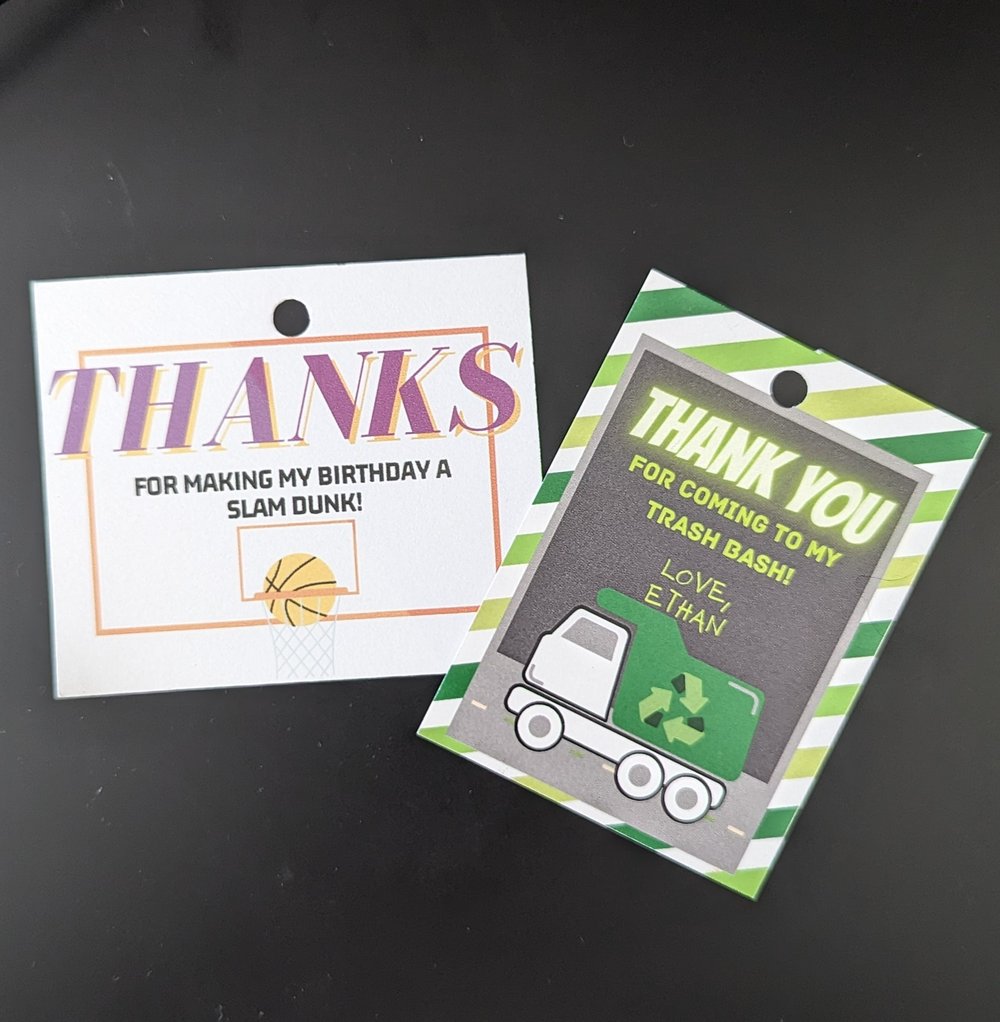 THANKS
FOR MAKING MY BIRTHDAY A
SLAM DUNK!
THANK YOU
FOR COMING TO MY
TRASH BASH!
LOVE,
ETHAN